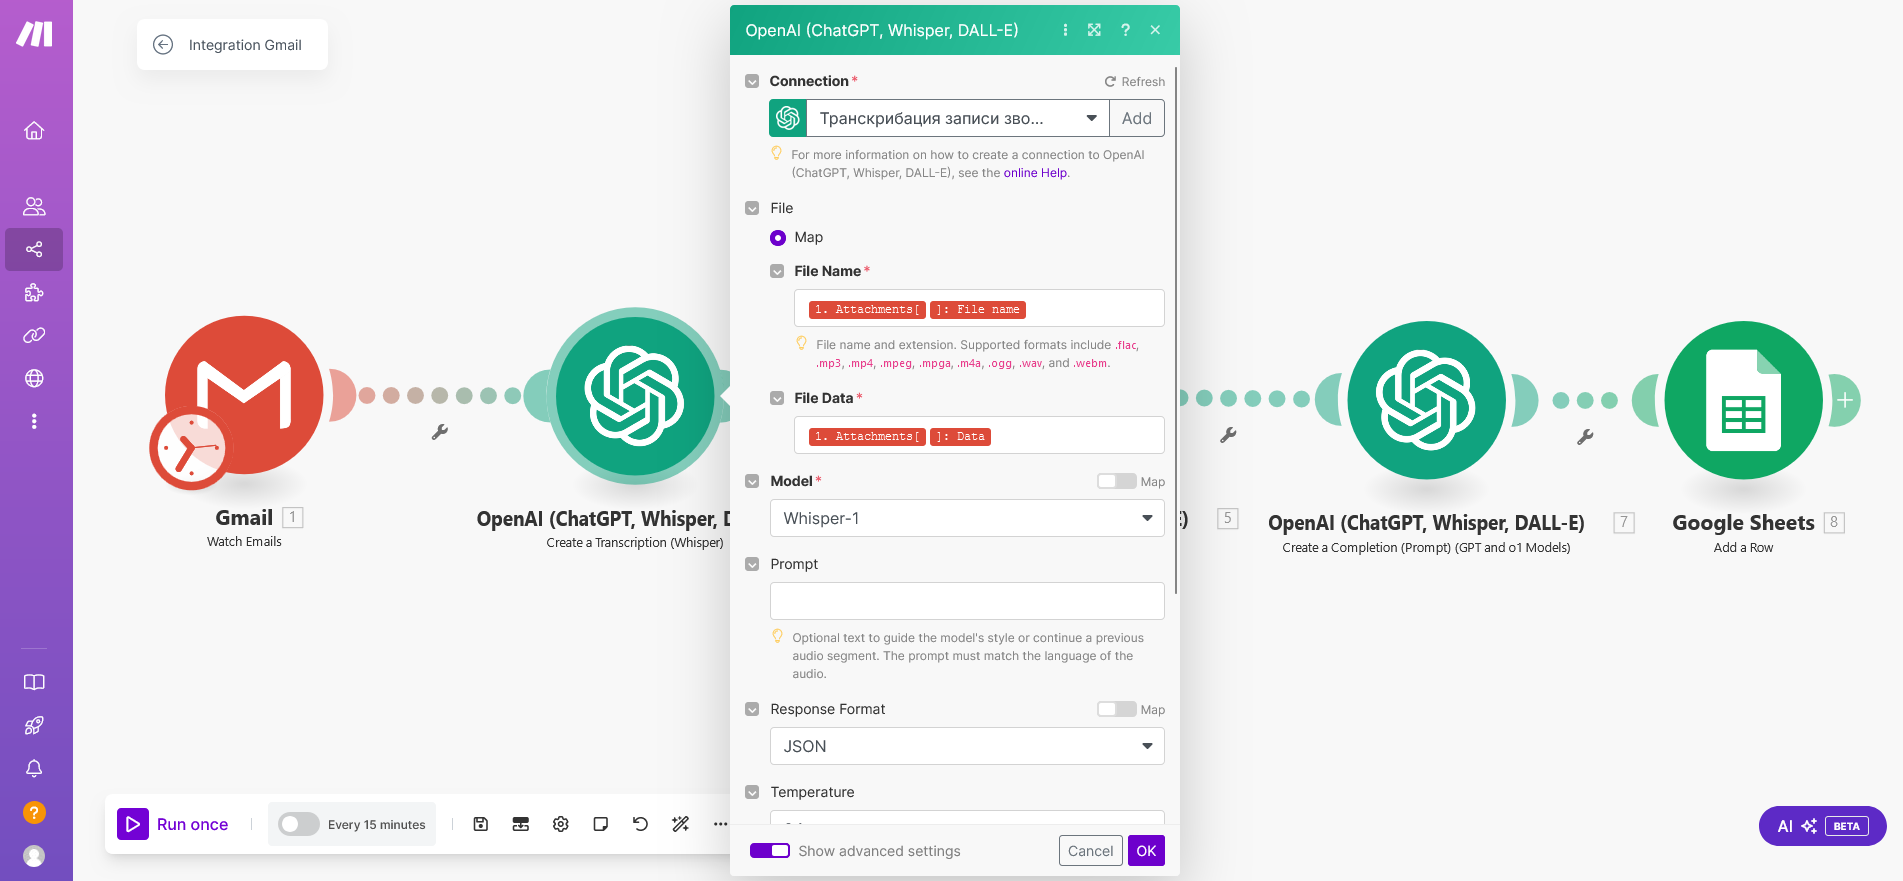 Integration Gmail
OpenAI (ChatGPT, Whisper, DALL-E)
Connection*
Refresh
Транскрибация записи зво...
Add
For more information on how to create a connection to OpenAI
(ChatGPT, Whisper, DALL-E), see the online Help.
File
Map
File Name*
1. Attachments[ ]: File name
File name and extension. Supported formats include .flac,
.mp3, .mp4, .mpeg, .mpga, .m4a, .ogg, .wav, and .webm.
File Data*
1. Attachments[ ]: Data
Model*
Map
Whisper-1
Prompt
Optional text to guide the model's style or continue a previous
audio segment. The prompt must match the language of the
audio.
Response Format
Map
JSON
Temperature
Show advanced settings
Cancel
OK
Gmail 1
Watch Emails
OpenAI (ChatGPT, Whisper, D
Create a Transcription (Whisper)
) 5
OpenAI (ChatGPT, Whisper, DALL-E) 7
Create a Completion (Prompt) (GPT and o1 Models)
Google Sheets 8
Add a Row
Run once
Every 15 minutes
AI BETA